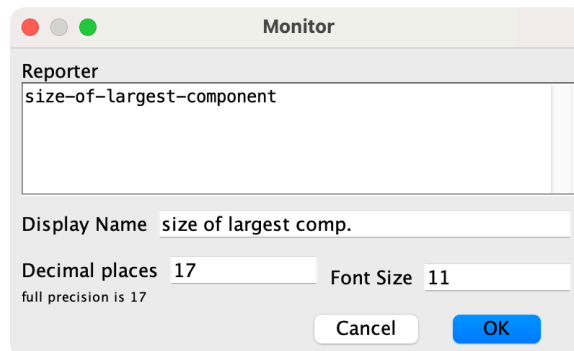 Monitor
Reporter
size-of-largest-component
Display Name size of largest comp.
Decimal places 17 Font Size 11
full precision is 17
Cancel OK